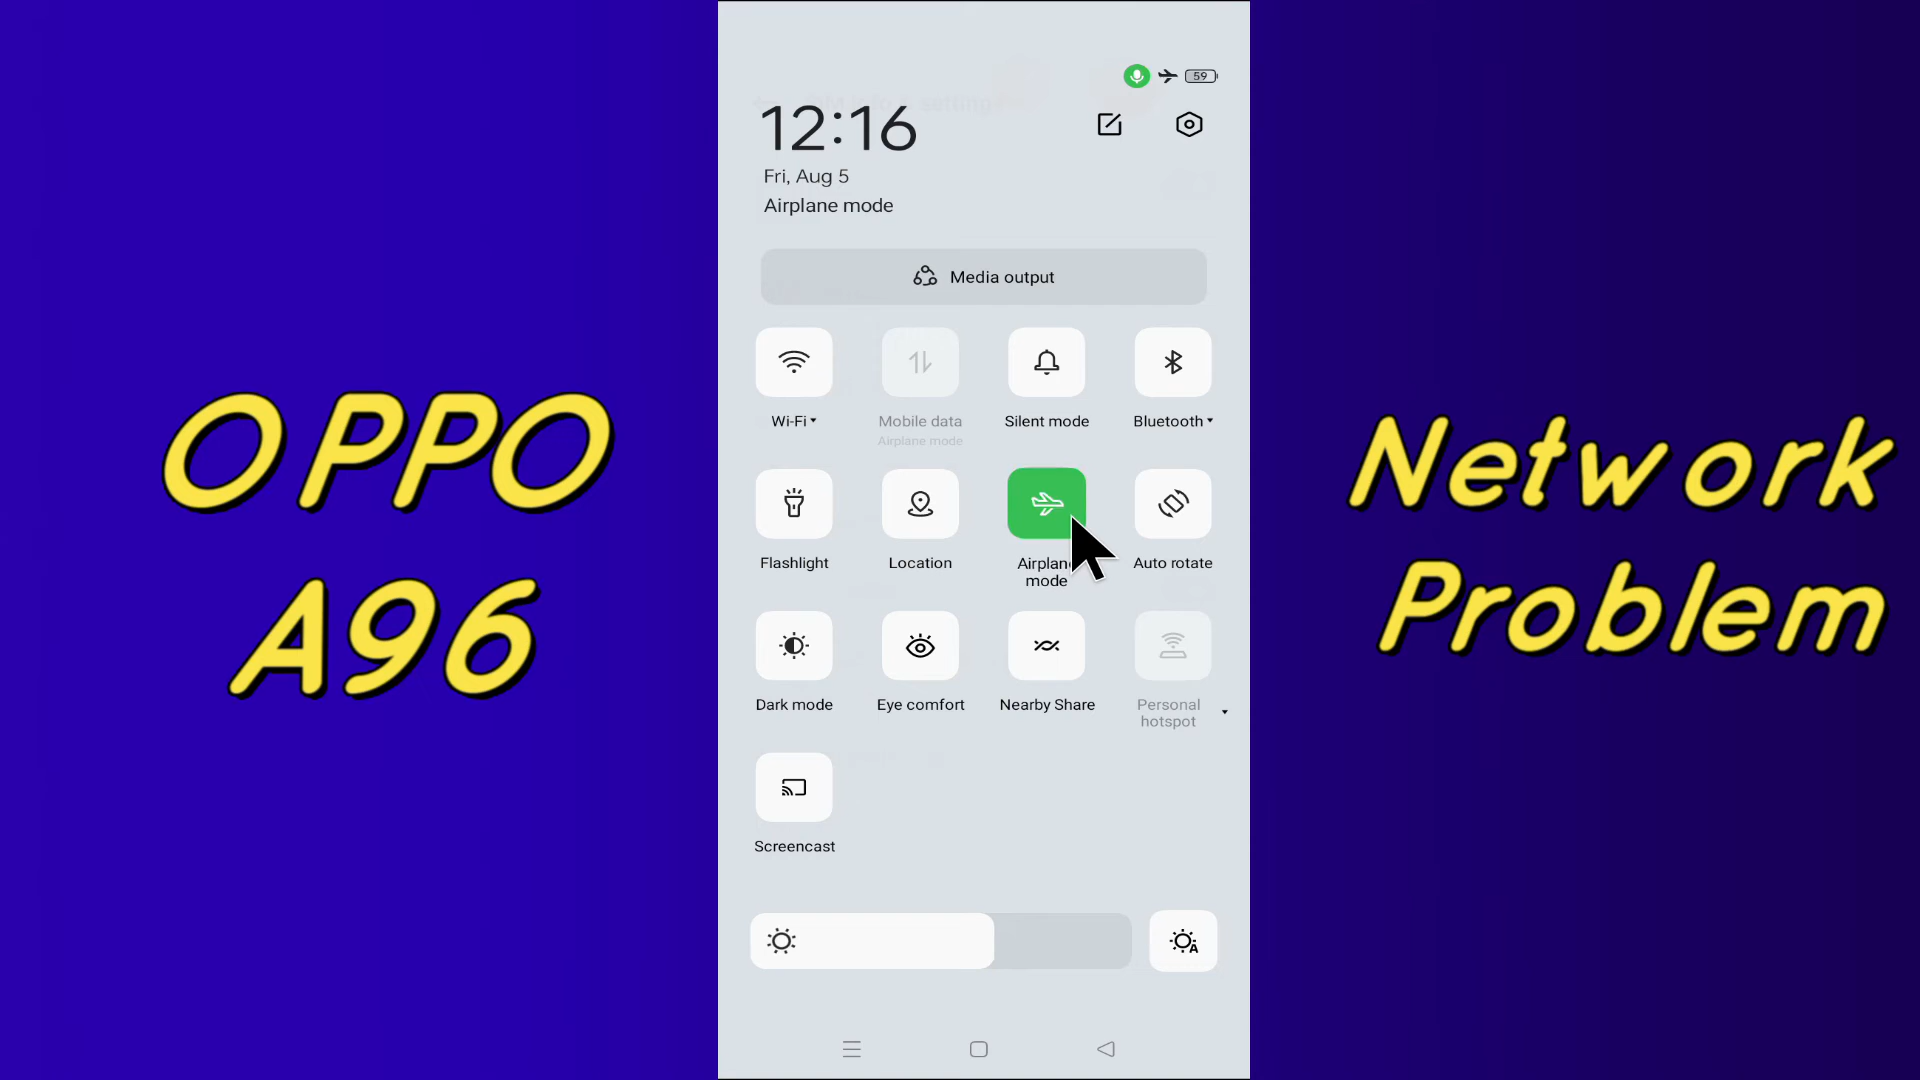 OPPO
A96
59
12:16
Fri, Aug 5
Airplane mode
Media output
Wi-Fi
Mobile data
Airplane mode
Silent mode
Bluetooth
Flashlight
Location
mode
Auto rotate
Dark mode
Eye comfort
Nearby Share
Personal
hotspot
Screencast
A
Network
Problem